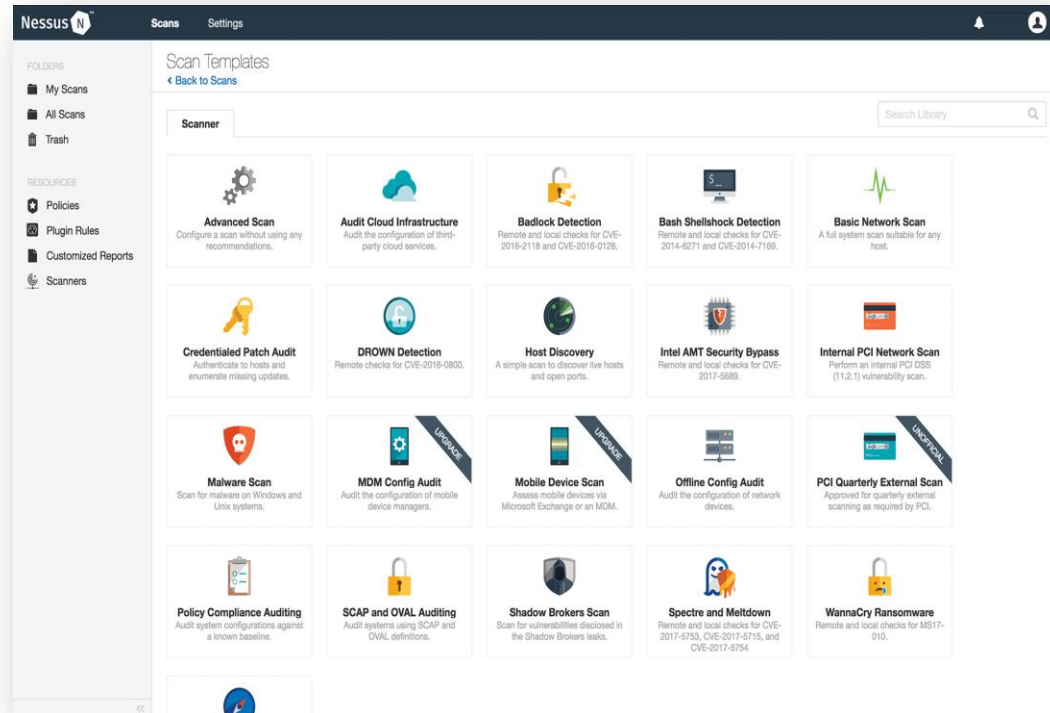 Nessus N ™
Scans Settings
FOLDERS
My Scans
All Scans
Trash
RESOURCES
Policies
Plugin Rules
Customized Reports
Scanners
Scan Templates
< Back to Scans
Scanner
Search Library
Advanced Scan
Configure a scan without using any
recommendations.
Audit Cloud Infrastructure
Audit the configuration of third-
party cloud services.
Badlock Detection
Remote and local checks for CVE-
2016-2118 and CVE-2016-0128.
Bash Shellshock Detection
Remote and local checks for CVE-
2014-6271 and CVE-2014-7169.
Basic Network Scan
A full system scan suitable for any
host.
Credentialed Patch Audit
Authenticate to hosts and
enumerate missing updates.
DROWN Detection
Remote checks for CVE-2016-0800.
Host Discovery
A simple scan to discover live hosts
and open ports.
Intel AMT Security Bypass
Remote and local checks for CVE-
2017-5689.
Internal PCI Network Scan
Perform an internal PCI DSS
(11.2.1) vulnerability scan.
Malware Scan
Scan for malware on Windows and
Unix systems.
UPGRADE
MDM Config Audit
Audit the configuration of mobile
device managers.
UPGRADE
Mobile Device Scan
Assess mobile devices via
Microsoft Exchange or an MDM.
Offline Config Audit
Audit the configuration of network
devices.
UNOFFICIAL
PCI Quarterly External Scan
Approved for quarterly external
scanning as required by PCI.
Policy Compliance Auditing
Audit system configurations against
a known baseline.
SCAP and OVAL Auditing
Audit systems using SCAP and
OVAL definitions.
Shadow Brokers Scan
Scan for vulnerabilities disclosed in
the Shadow Brokers leaks.
Spectre and Meltdown
Remote and local checks for CVE-
2017-5753, CVE-2017-5715, and
CVE-2017-5754
WannaCry Ransomware
Remote and local checks for MS17-
010.